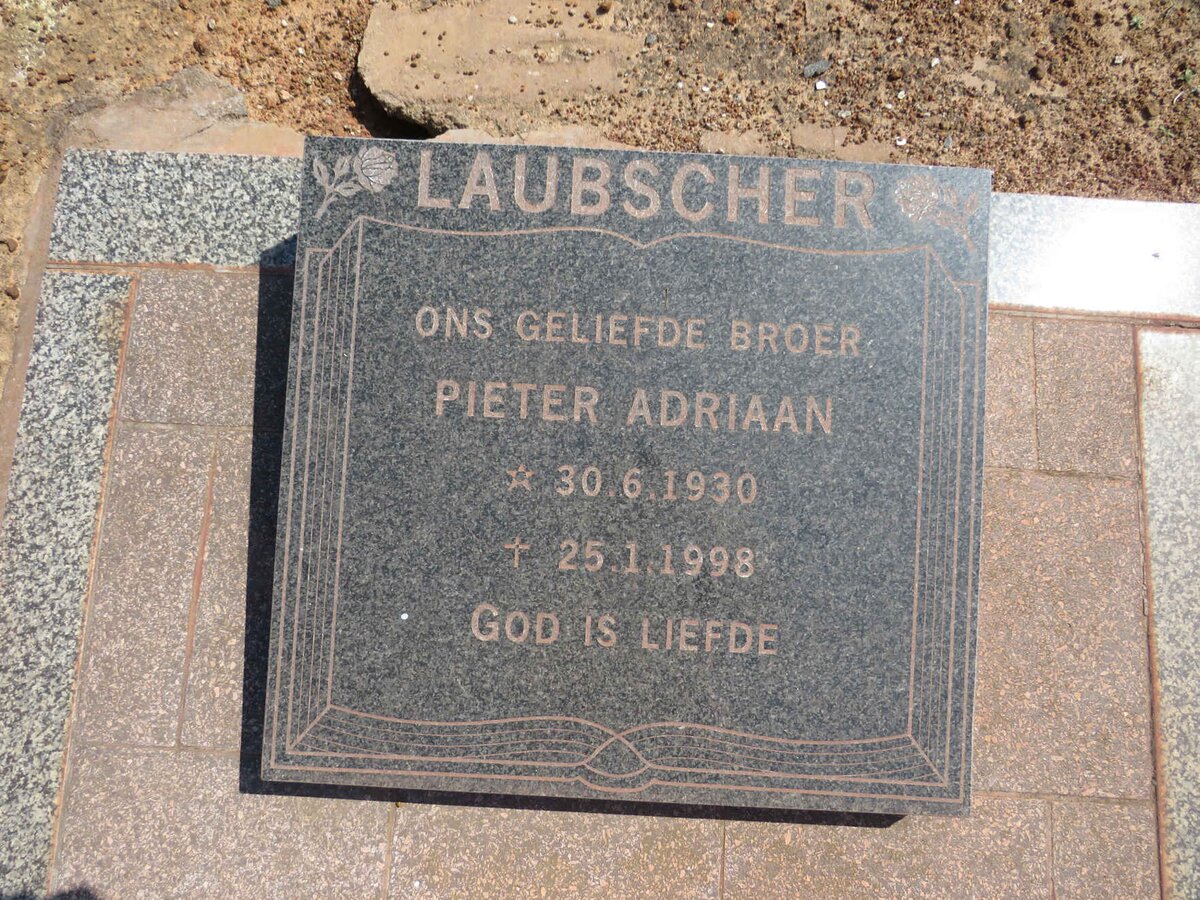 LAUBSCHER
ONS GELIEFDE BROER
PIETER ADRIAAN
☆ 30.6.1930
✝ 25.1.1998
GOD IS LIEFDE